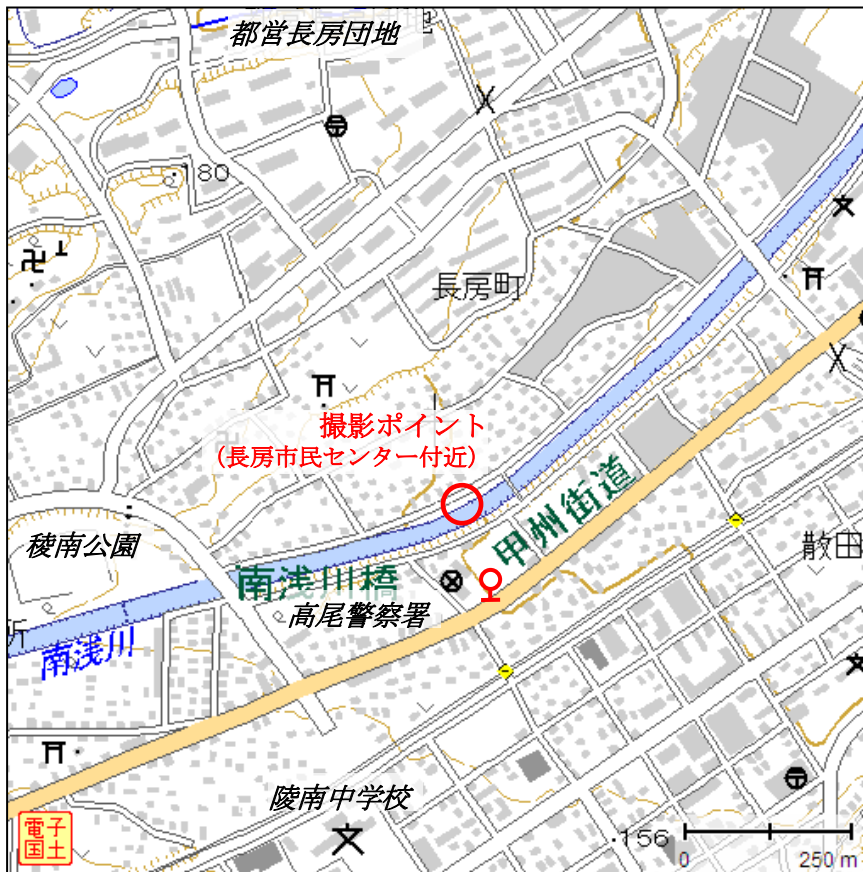 都営長房団地
180
長房町
撮影ポイント
(長房市民センター付近)
甲州街道
散田
稜南公園
南浅川橋
高尾警察署
所
南浅川
陵南中学校
156
電子
国土
0
250 m